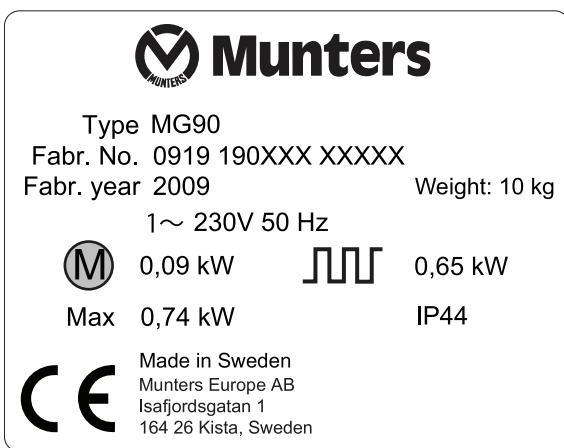 MUNTERS
Munters
Type MG90
Fabr. No. 0919 190XXX XXXXX
Fabr. year 2009 Weight: 10 kg
1~ 230V 50 Hz
M 0,09 kW 0,65 kW
Max 0,74 kW IP44
CE Made in Sweden
Munters Europe AB
Isafjordsgatan 1
164 26 Kista, Sweden